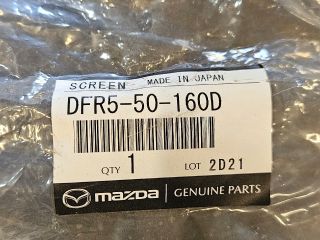 SCREEN MADE IN JAPAN
DFR5-50-160D
QTY 1 LOT 2D21
mazda GENUINE PARTS